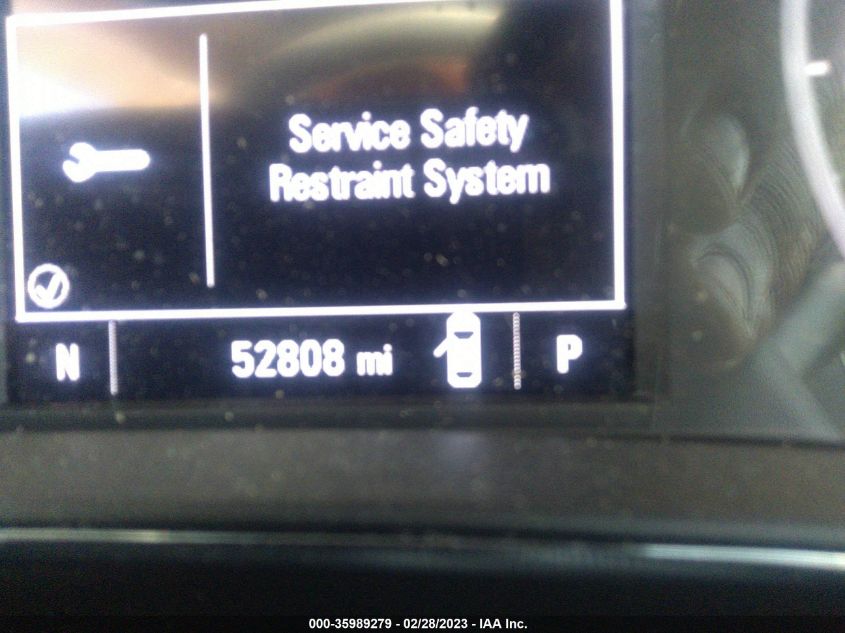 Service Safety
Restraint System
N 52808 mi P
000-35989279 - 02/28/2023 - IAA Inc.